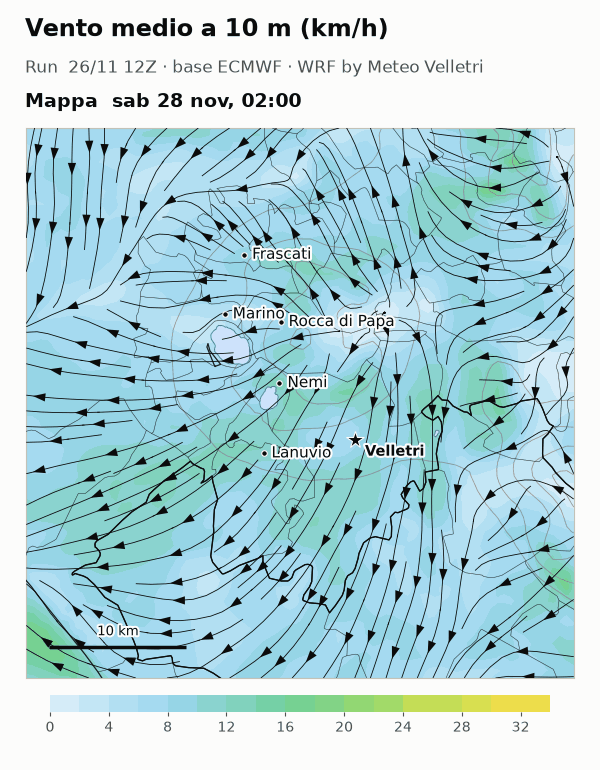 Vento medio a 10 m (km/h)
Run  26/11 12Z · base ECMWF · WRF by Meteo Velletri
Mappa  sab 28 nov, 02:00
Frascati
Marino
Rocca di Papa
Nemi
Velletri
Lanuvio
10 km
0 4 8 12 16 20 24 28 32